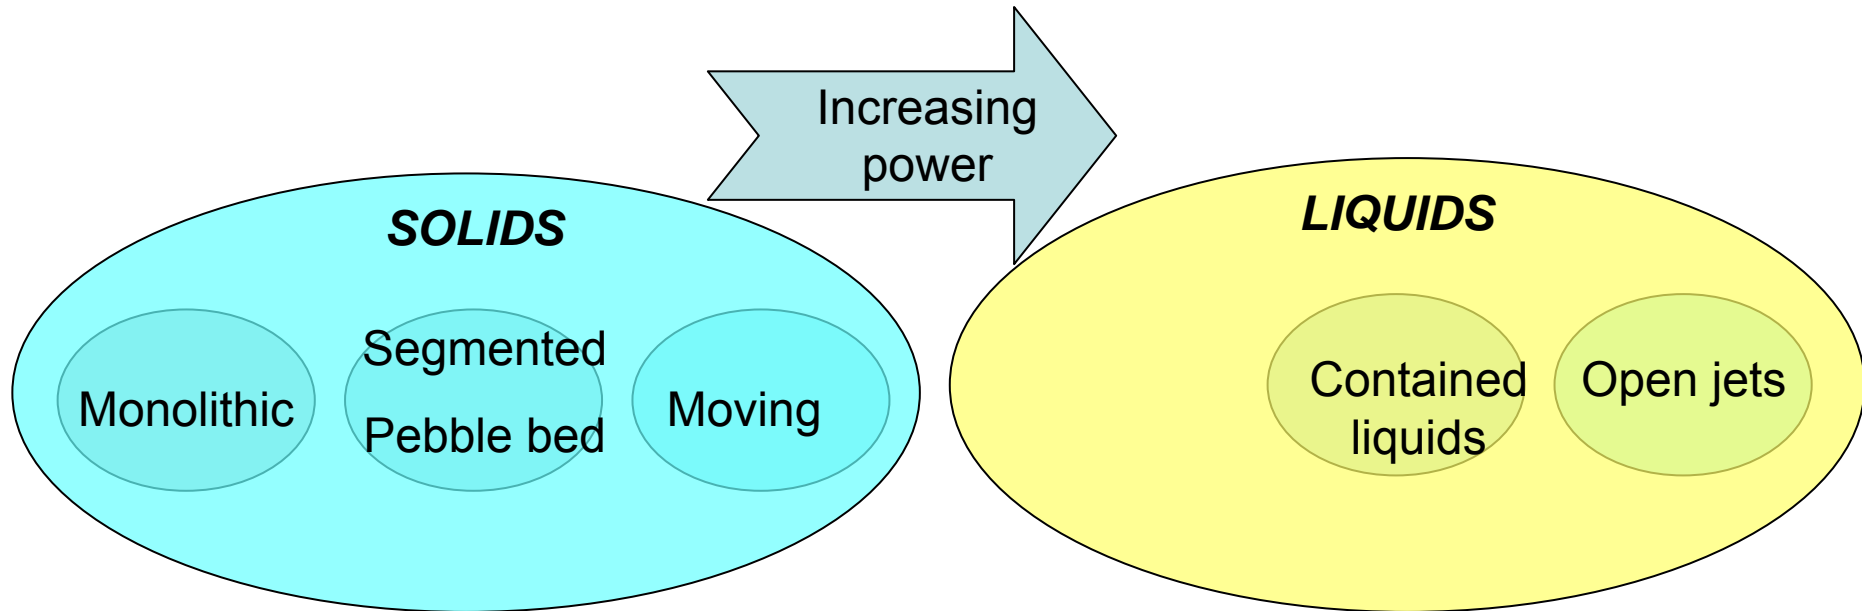 Increasing
power
SOLIDS
Monolithic
Segmented
Pebble bed
Moving
LIQUIDS
Contained
liquids
Open jets